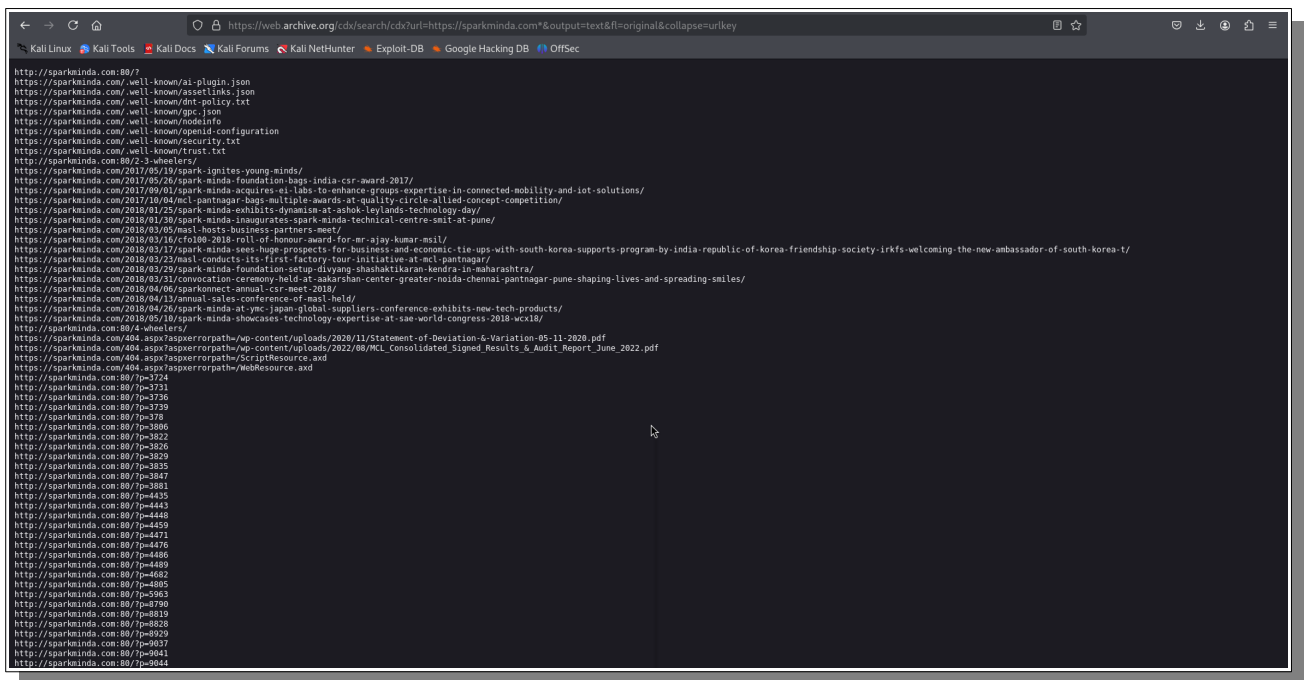 https://web.archive.org/cdx/search/cdx?url=https://sparkminda.com*&output=text&fl=original&collapse=urlkey
Kali Linux Kali Tools Kali Docs Kali Forums Kali NetHunter Exploit-DB Google Hacking DB OffSec
http://sparkminda.com:80/?
https://sparkminda.com/.well-known/ai-plugin.json
https://sparkminda.com/.well-known/assetlinks.json
https://sparkminda.com/.well-known/dnt-policy.txt
https://sparkminda.com/.well-known/gpc.json
https://sparkminda.com/.well-known/nodeinfo
https://sparkminda.com/.well-known/openid-configuration
https://sparkminda.com/.well-known/security.txt
https://sparkminda.com/.well-known/trust.txt
http://sparkminda.com:80/2-3-wheelers/
https://sparkminda.com/2017/05/19/spark-ignites-young-minds/
https://sparkminda.com/2017/05/26/spark-minda-foundation-bags-india-csr-award-2017/
https://sparkminda.com/2017/09/01/spark-minda-acquires-ei-labs-to-enhance-groups-expertise-in-connected-mobility-and-iot-solutions/
https://sparkminda.com/2017/10/04/mcl-pantnagar-bags-multiple-awards-at-quality-circle-allied-concept-competition/
https://sparkminda.com/2018/01/25/spark-minda-exhibits-dynamism-at-ashok-leylands-technology-day/
https://sparkminda.com/2018/01/30/spark-minda-inaugurates-spark-minda-technical-centre-smit-at-pune/
https://sparkminda.com/2018/03/05/masl-hosts-business-partners-meet/
https://sparkminda.com/2018/03/16/cfo100-2018-roll-of-honour-award-for-mr-ajay-kumar-msil/
https://sparkminda.com/2018/03/17/spark-minda-sees-huge-prospects-for-business-and-economic-tie-ups-with-south-korea-supports-program-by-india-republic-of-korea-friendship-society-irkfs-welcoming-the-new-ambassador-of-south-korea-t/
https://sparkminda.com/2018/03/23/masl-conducts-its-first-factory-tour-initiative-at-mcl-pantnagar/
https://sparkminda.com/2018/03/29/spark-minda-foundation-setup-divyang-shashaktikaran-kendra-in-maharashtra/
https://sparkminda.com/2018/03/31/convocation-ceremony-held-at-aakarshan-center-greater-noida-chennai-pantnagar-pune-shaping-lives-and-spreading-smiles/
https://sparkminda.com/2018/04/06/sparkonnect-annual-csr-meet-2018/
https://sparkminda.com/2018/04/13/annual-sales-conference-of-masl-held/
https://sparkminda.com/2018/04/26/spark-minda-at-ymc-japan-global-suppliers-conference-exhibits-new-tech-products/
https://sparkminda.com/2018/05/10/spark-minda-showcases-technology-expertise-at-sae-world-congress-2018-wcx18/
http://sparkminda.com:80/4-wheelers/
https://sparkminda.com/404.aspx?aspxerrorpath=/wp-content/uploads/2020/11/Statement-of-Deviation-&-Variation-05-11-2020.pdf
https://sparkminda.com/404.aspx?aspxerrorpath=/wp-content/uploads/2022/08/MCL_Consolidated_Signed_Results_&_Audit_Report_June_2022.pdf
https://sparkminda.com/404.aspx?aspxerrorpath=/ScriptResource.axd
https://sparkminda.com/404.aspx?aspxerrorpath=/WebResource.axd
http://sparkminda.com:80/?p=3724
http://sparkminda.com:80/?p=3731
http://sparkminda.com:80/?p=3736
http://sparkminda.com:80/?p=3739
http://sparkminda.com:80/?p=378
http://sparkminda.com:80/?p=3806
http://sparkminda.com:80/?p=3822
http://sparkminda.com:80/?p=3826
http://sparkminda.com:80/?p=3829
http://sparkminda.com:80/?p=3835
http://sparkminda.com:80/?p=3847
http://sparkminda.com:80/?p=3881
http://sparkminda.com:80/?p=4435
http://sparkminda.com:80/?p=4443
http://sparkminda.com:80/?p=4448
http://sparkminda.com:80/?p=4459
http://sparkminda.com:80/?p=4471
http://sparkminda.com:80/?p=4476
http://sparkminda.com:80/?p=4486
http://sparkminda.com:80/?p=4489
http://sparkminda.com:80/?p=4682
http://sparkminda.com:80/?p=4805
http://sparkminda.com:80/?p=5963
http://sparkminda.com:80/?p=8790
http://sparkminda.com:80/?p=8819
http://sparkminda.com:80/?p=8828
http://sparkminda.com:80/?p=8929
http://sparkminda.com:80/?p=9037
http://sparkminda.com:80/?p=9041
http://sparkminda.com:80/?p=9044